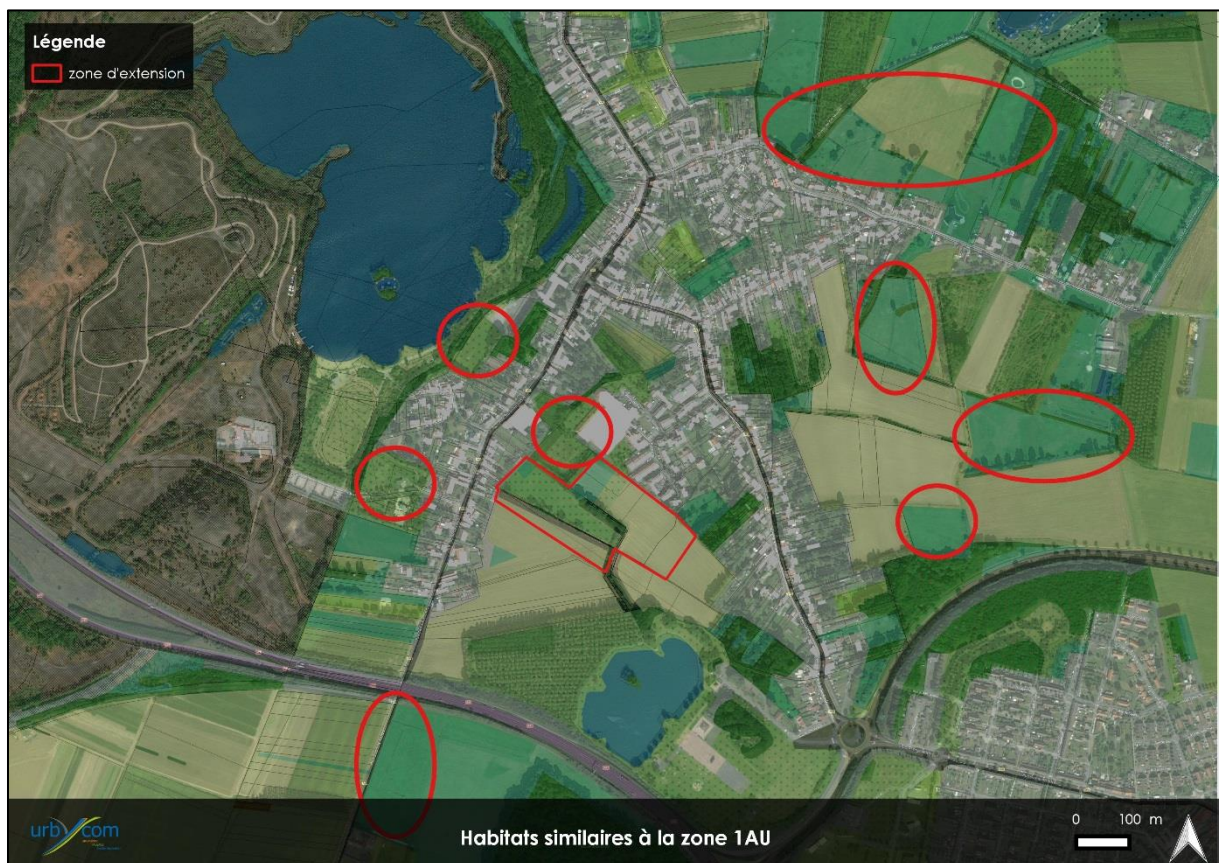 Légende
zone d'extension
urbycom
Habitats similaires à la zone 1AU
0 100 m